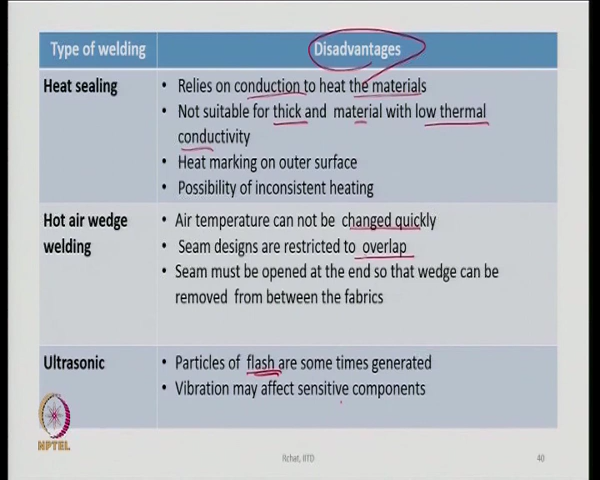 Type of welding
Disadvantages
Heat sealing
• Relies on conduction to heat the materials
• Not suitable for thick and material with low thermal
conductivity
• Heat marking on outer surface
• Possibility of inconsistent heating
Hot air wedge
welding
• Air temperature can not be changed quickly
• Seam designs are restricted to overlap
• Seam must be opened at the end so that wedge can be
removed from between the fabrics
Ultrasonic
• Particles of flash are some times generated
• Vibration may affect sensitive components
NPTEL
Rchat, IITD
40